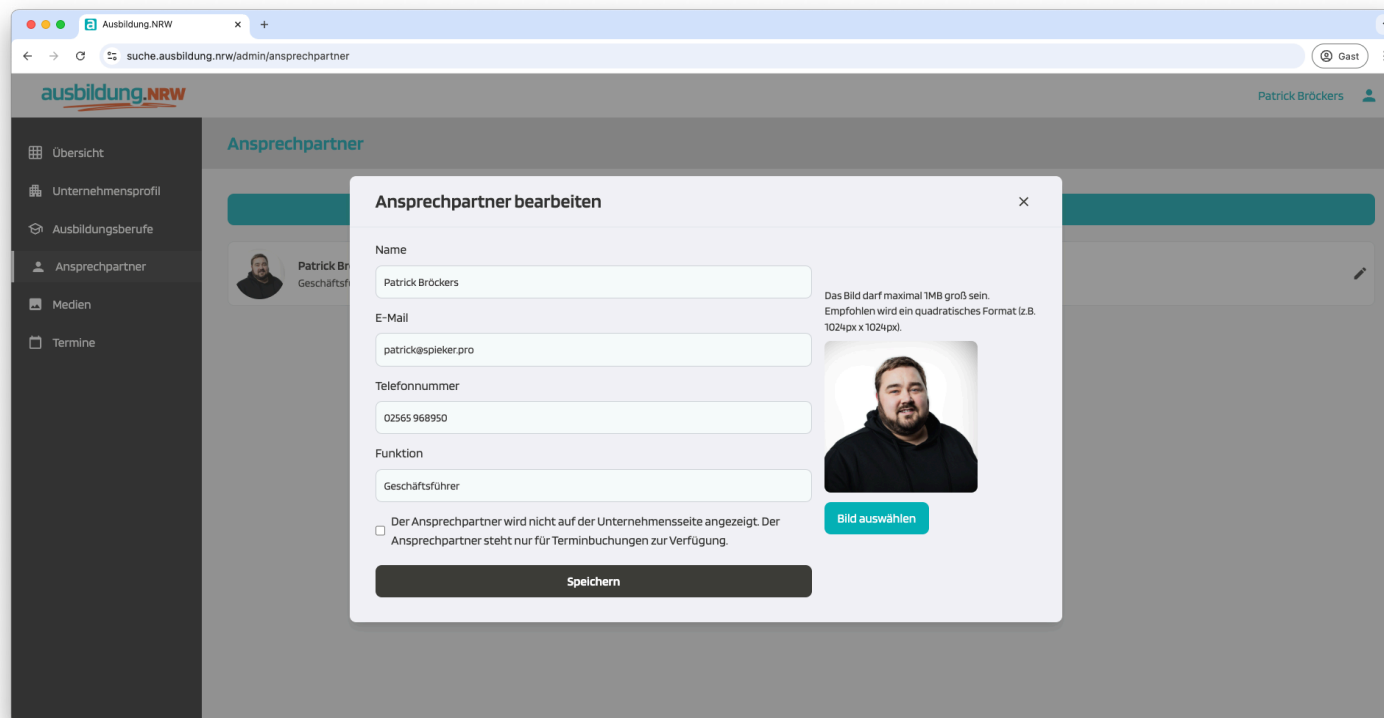 Ausbildung.NRW
suche.ausbildung.nrw/admin/ansprechpartner
Gast
ausbildung.NRW
Patrick Bröckers
Übersicht
Unternehmensprofil
Ausbildungsberufe
Ansprechpartner
Medien
Termine
Ansprechpartner
Patrick Br
Geschäftsf
Ansprechpartner bearbeiten
Name
Patrick Bröckers
E-Mail
patrick@spieker.pro
Telefonnummer
02565 968950
Funktion
Geschäftsführer
Der Ansprechpartner wird nicht auf der Unternehmensseite angezeigt. Der
Ansprechpartner steht nur für Terminbuchungen zur Verfügung.
Speichern
Das Bild darf maximal 1MB groß sein.
Empfohlen wird ein quadratisches Format (z.B.
1024px x 1024px).
Bild auswählen